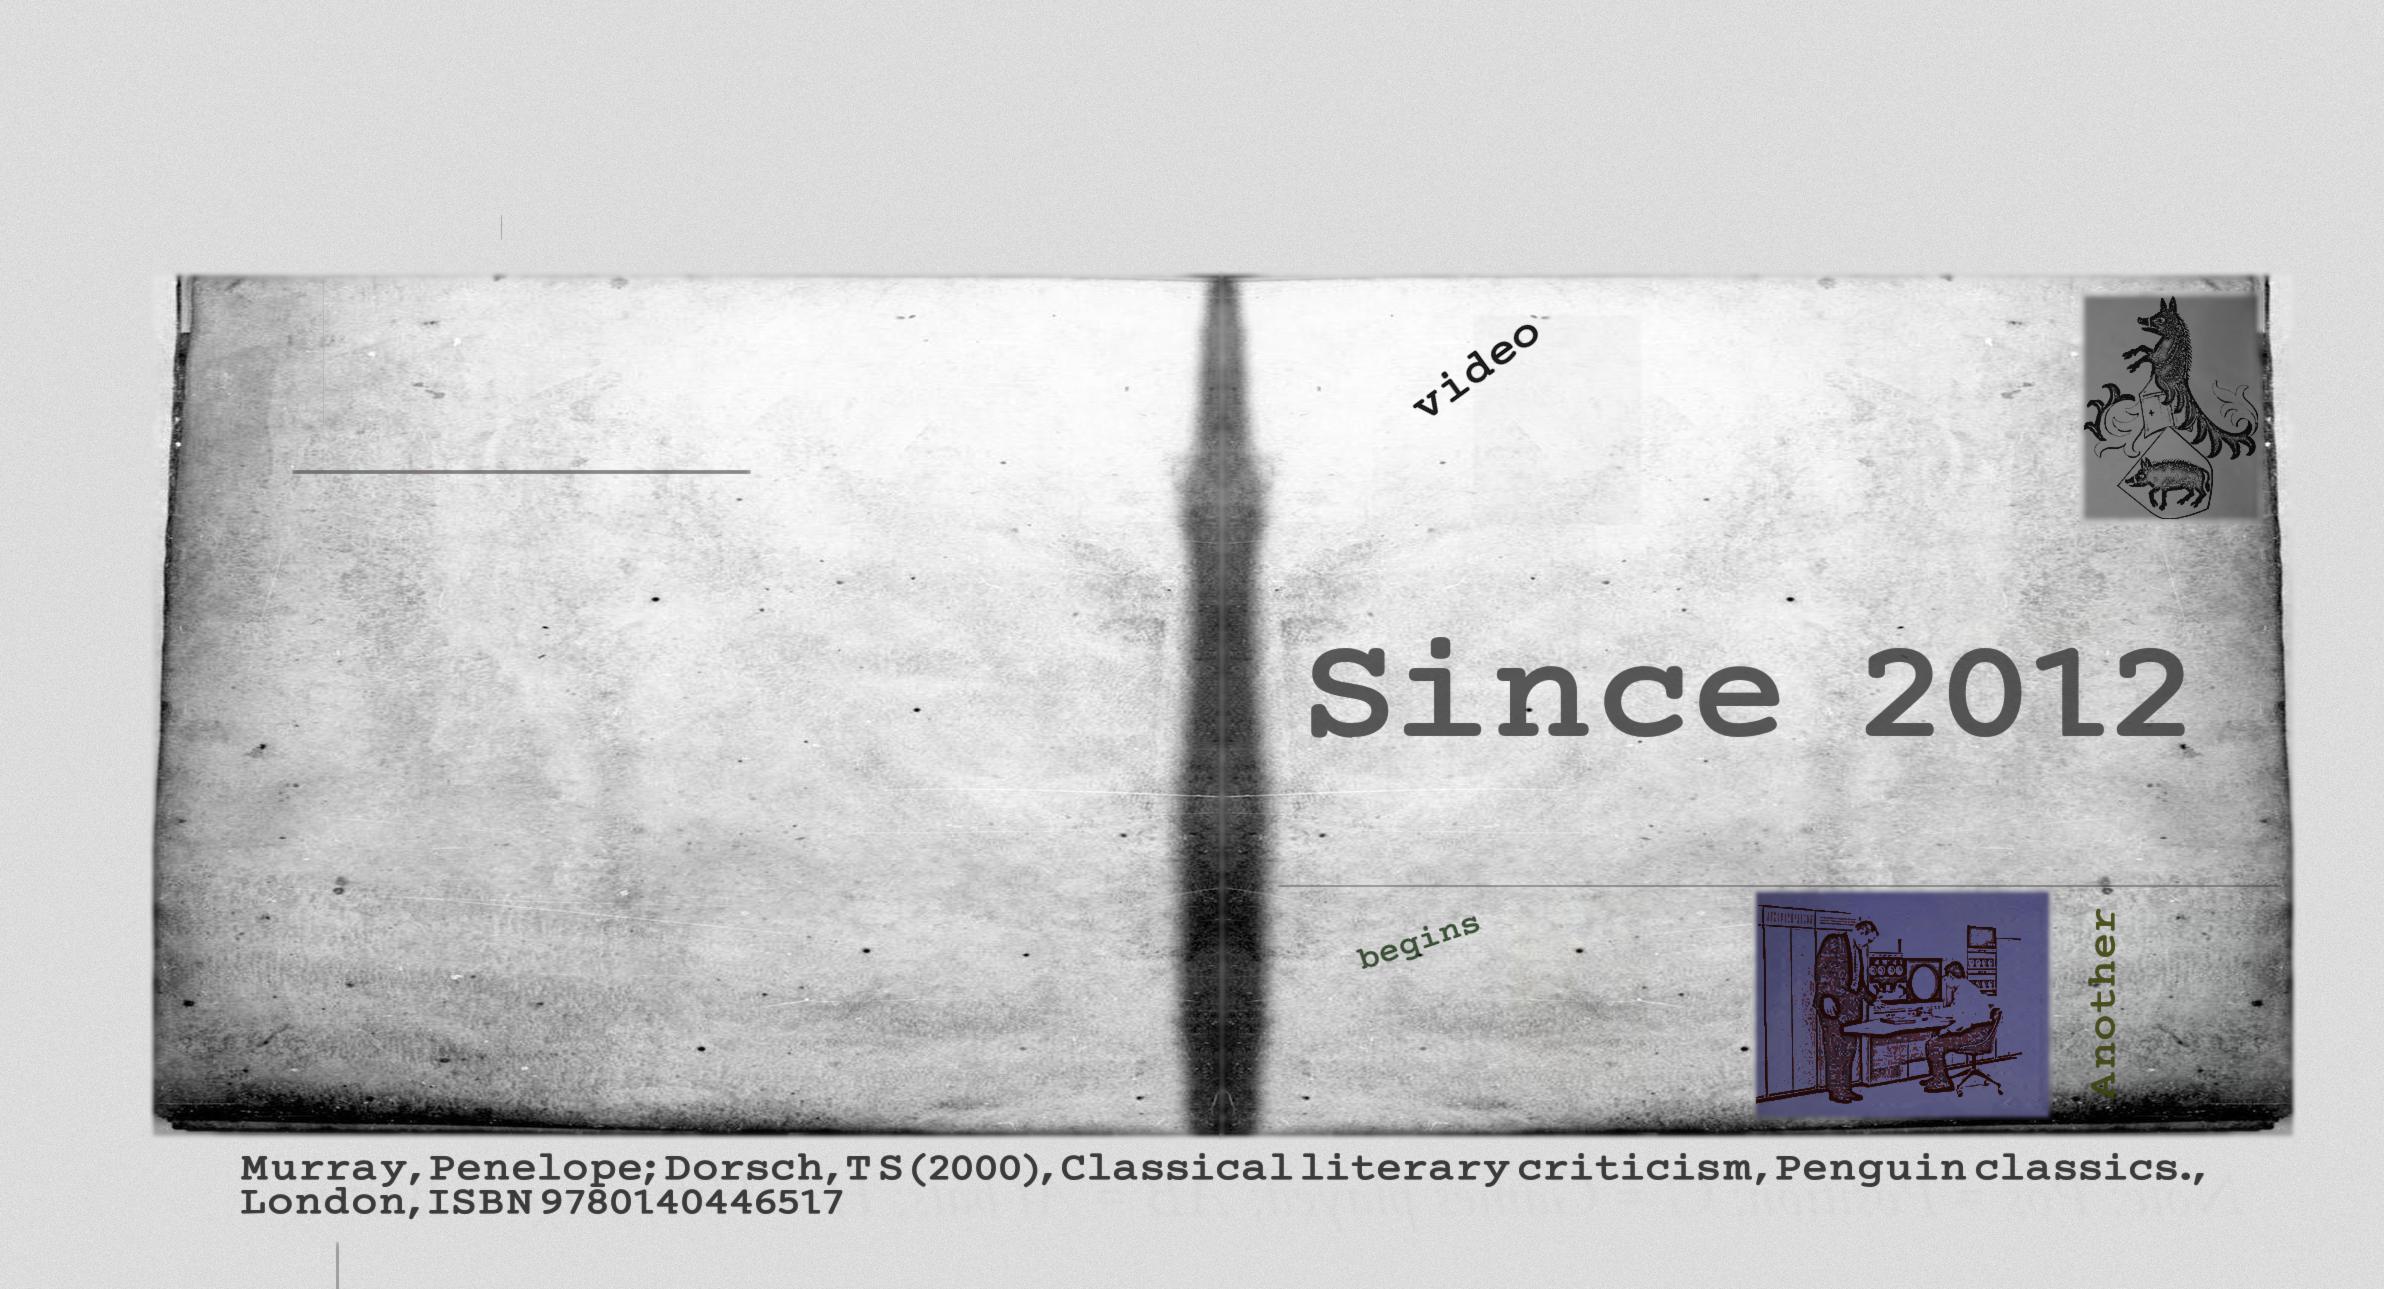 video
Since 2012
begins
Another
Murray, Penelope; Dorsch, T S (2000), Classical literary criticism, Penguin classics.,
London, ISBN 9780140446517